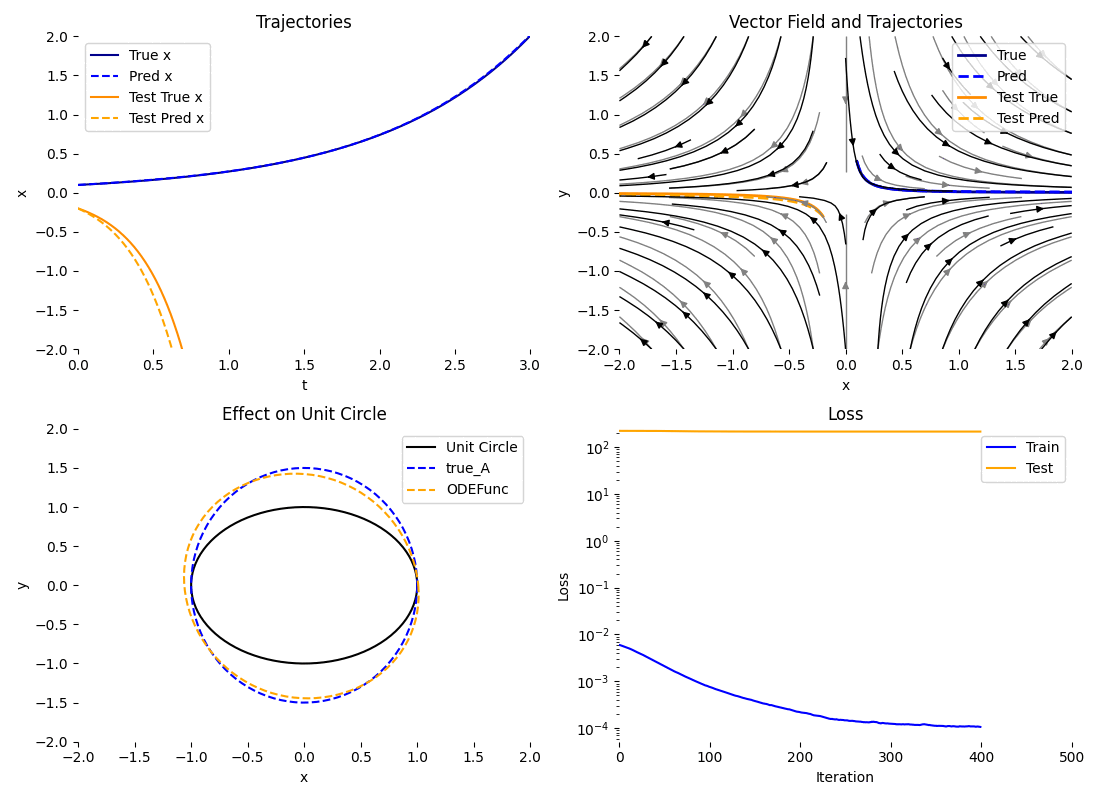 Trajectories
2.0
1.5
1.0
0.5
0.0
−0.5
−1.0
−1.5
−2.0
x
True x
Pred x
Test True x
Test Pred x
0.0
0.5
1.0
1.5
2.0
2.5
3.0
t
Vector Field and Trajectories
2.0
1.5
1.0
0.5
0.0
−0.5
−1.0
−1.5
−2.0
y
True
Pred
Test True
Test Pred
−2.0
−1.5
−1.0
−0.5
0.0
0.5
1.0
1.5
2.0
x
Effect on Unit Circle
2.0
1.5
1.0
0.5
0.0
−0.5
−1.0
−1.5
−2.0
y
Unit Circle
true_A
ODEFunc
−2.0
−1.5
−1.0
−0.5
0.0
0.5
1.0
1.5
2.0
x
Loss
10²
10¹
10⁰
10⁻¹
10⁻²
10⁻³
10⁻⁴
Loss
Train
Test
0
100
200
300
400
500
Iteration